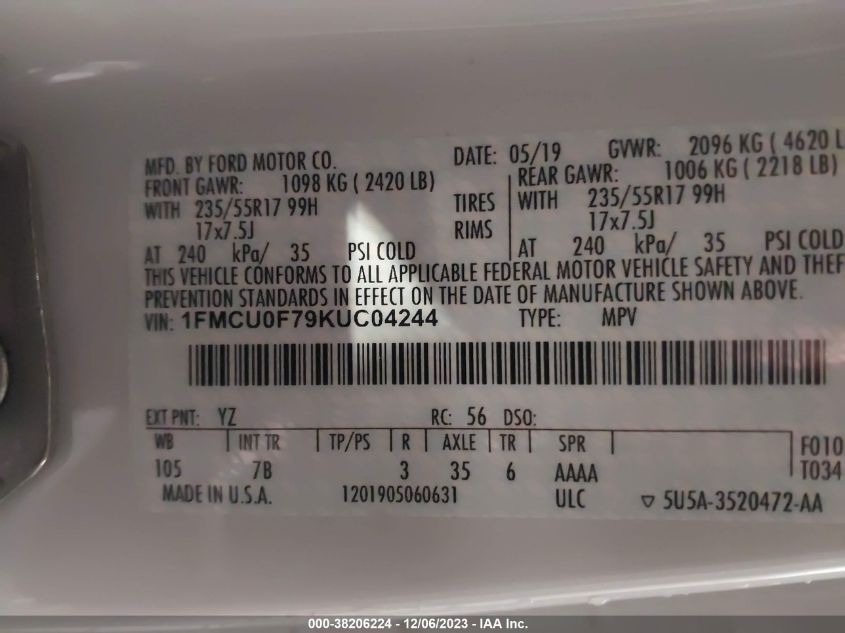 MFD. BY FORD MOTOR CO. DATE: 05/19 GVWR: 2096 KG ( 4620 L
FRONT GAWR: 1098 KG ( 2420 LB) REAR GAWR: 1006 KG ( 2218 LB)
WITH 235/55R17 99H TIRES WITH 235/55R17 99H
17x7.5J RIMS 17x7.5J
AT 240 kPa/ 35 PSI COLD AT 240 kPa/ 35 PSI COLD
THIS VEHICLE CONFORMS TO ALL APPLICABLE FEDERAL MOTOR VEHICLE SAFETY AND THEF
PREVENTION STANDARDS IN EFFECT ON THE DATE OF MANUFACTURE SHOWN ABOVE.
VIN: 1FMCU0F79KUC04244 TYPE: MPV
EXT PNT: YZ RC: 56 DSO:
WB INT TR TP/PS R AXLE TR SPR F010
105 7B 3 35 6 AAAA T034
MADE IN U.S.A. 1201905060631 ULC ▽ 5U5A-3520472-AA
000-38206224 - 12/06/2023 - IAA Inc.